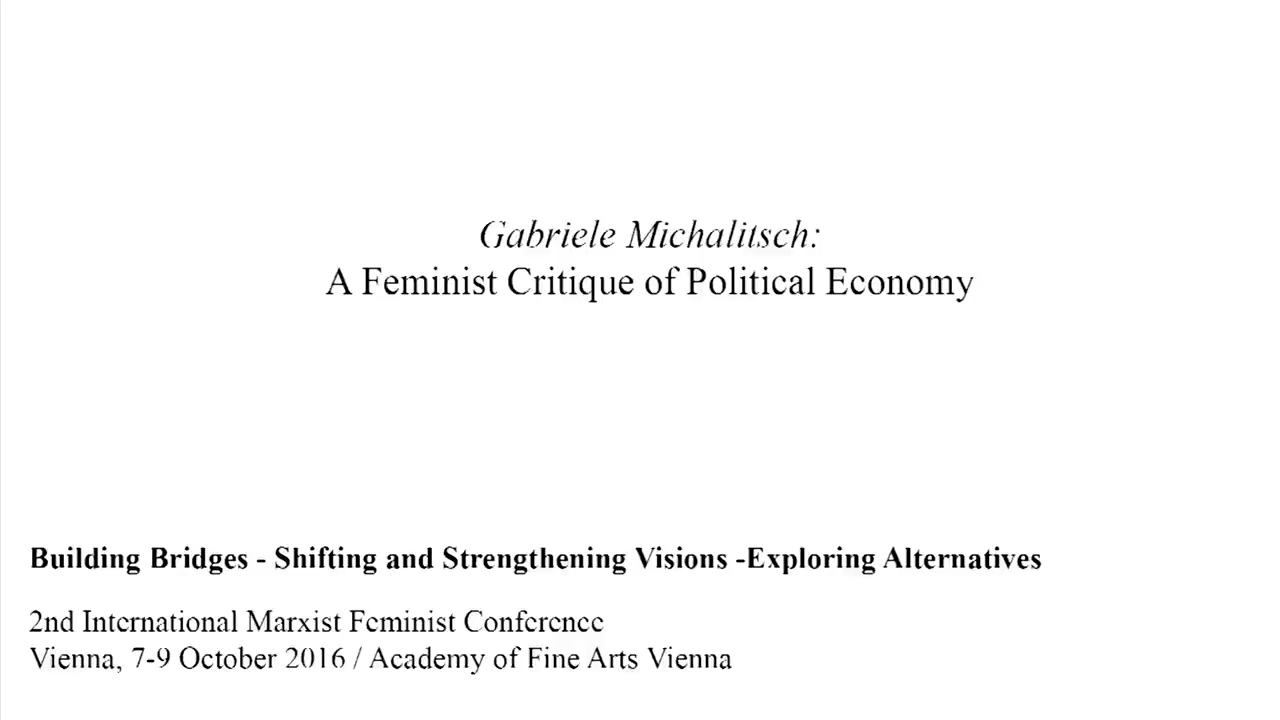 Gabriele Michalitsch:
A Feminist Critique of Political Economy
Building Bridges - Shifting and Strengthening Visions -Exploring Alternatives
2nd International Marxist Feminist Conference
Vienna, 7-9 October 2016 / Academy of Fine Arts Vienna